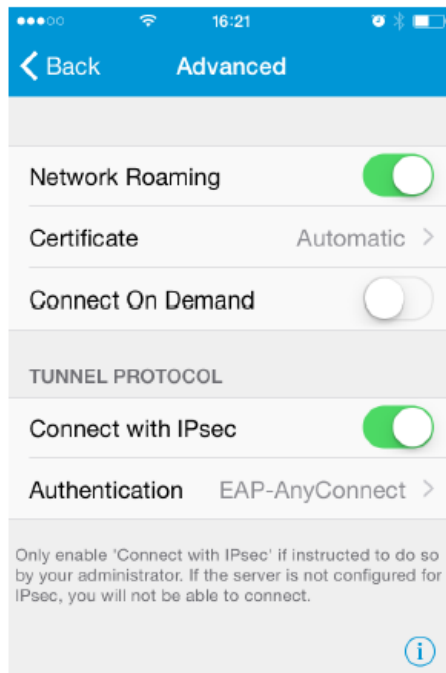 16:21
Back Advanced
Network Roaming
Certificate Automatic >
Connect On Demand
TUNNEL PROTOCOL
Connect with IPsec
Authentication EAP-AnyConnect >
Only enable 'Connect with IPsec' if instructed to do so
by your administrator. If the server is not configured for
IPsec, you will not be able to connect.
i